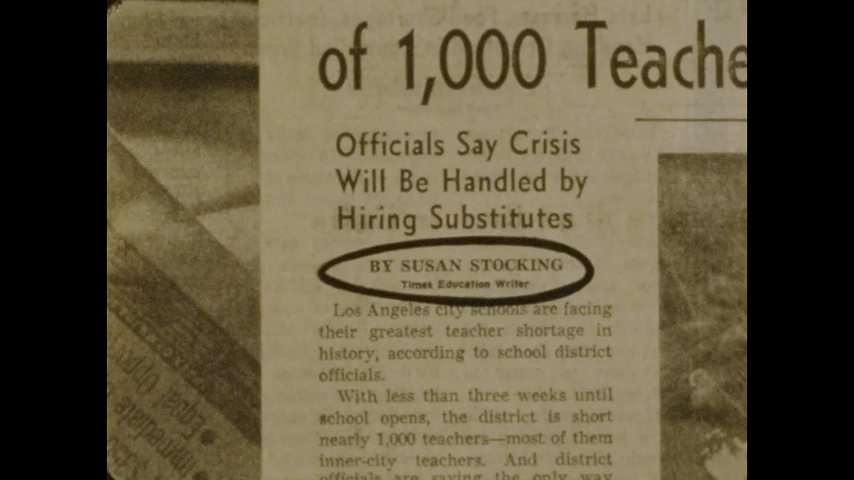 of 1,000 Teache
Officials Say Crisis
Will Be Handled by
Hiring Substitutes
BY SUSAN STOCKING
Times Education Writer
Los Angeles city schools are facing
their greatest teacher shortage in
history, according to school district
officials.
With less than three weeks until
school opens, the district is short
nearly 1,000 teachers—most of them
inner-city teachers. And district
officials are saying the only way
Equal
Immediate